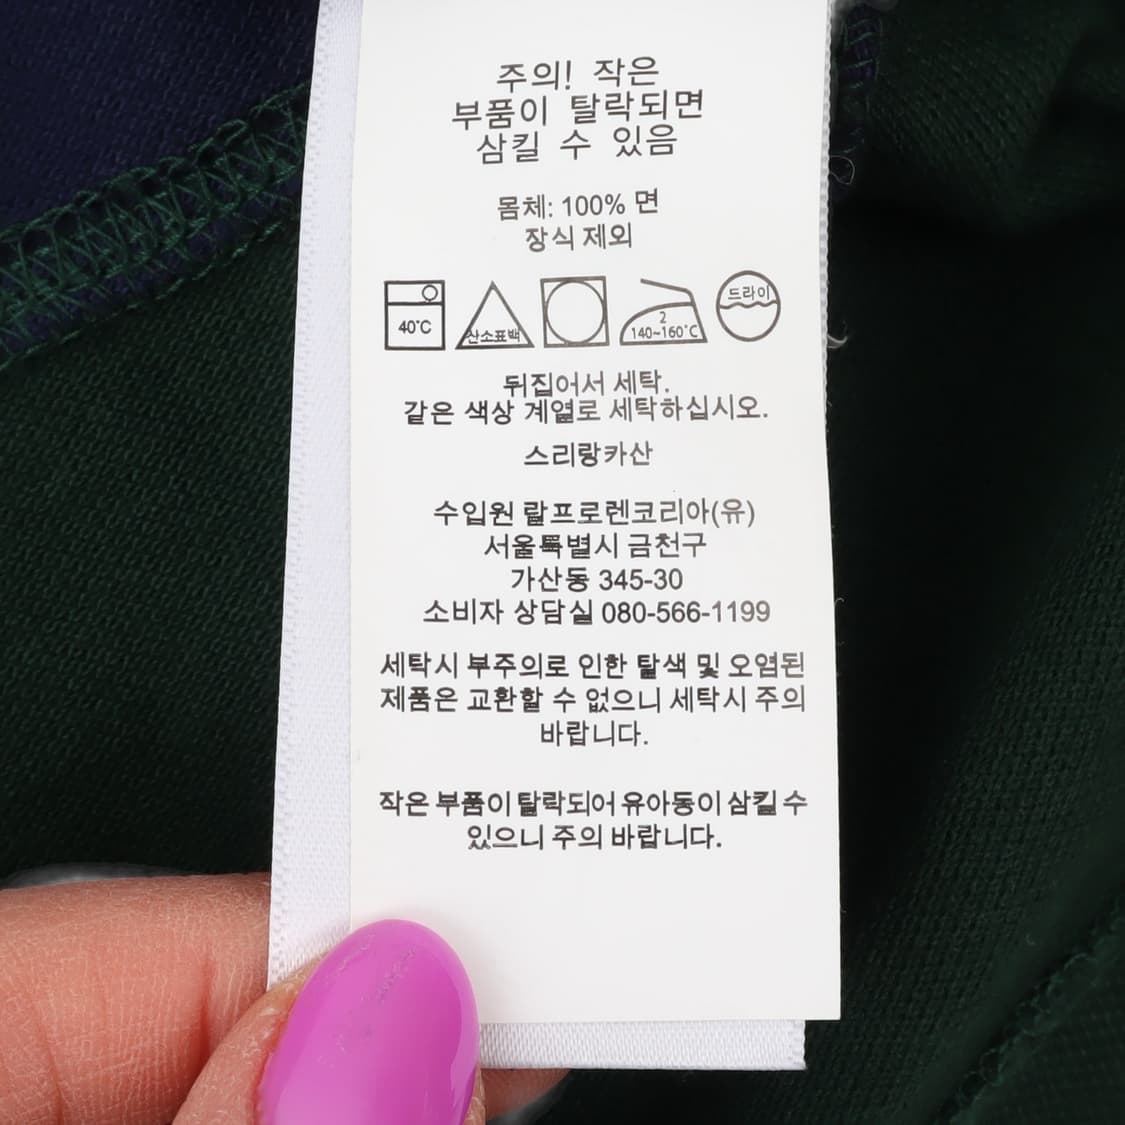 주의! 작은
부품이 탈락되면
삼킬 수 있음
몸체: 100% 면
장식 제외
40°C
산소표백
2
140~160°C
드라이
뒤집어서 세탁.
같은 색상 계열로 세탁하십시오.
스리랑카산
수입원 랄프로렌코리아(유)
서울특별시 금천구
가산동 345-30
소비자 상담실 080-566-1199
세탁시 부주의로 인한 탈색 및 오염된
제품은 교환할 수 없으니 세탁시 주의
바랍니다.
작은 부품이 탈락되어 유아동이 삼킬 수
있으니 주의 바랍니다.